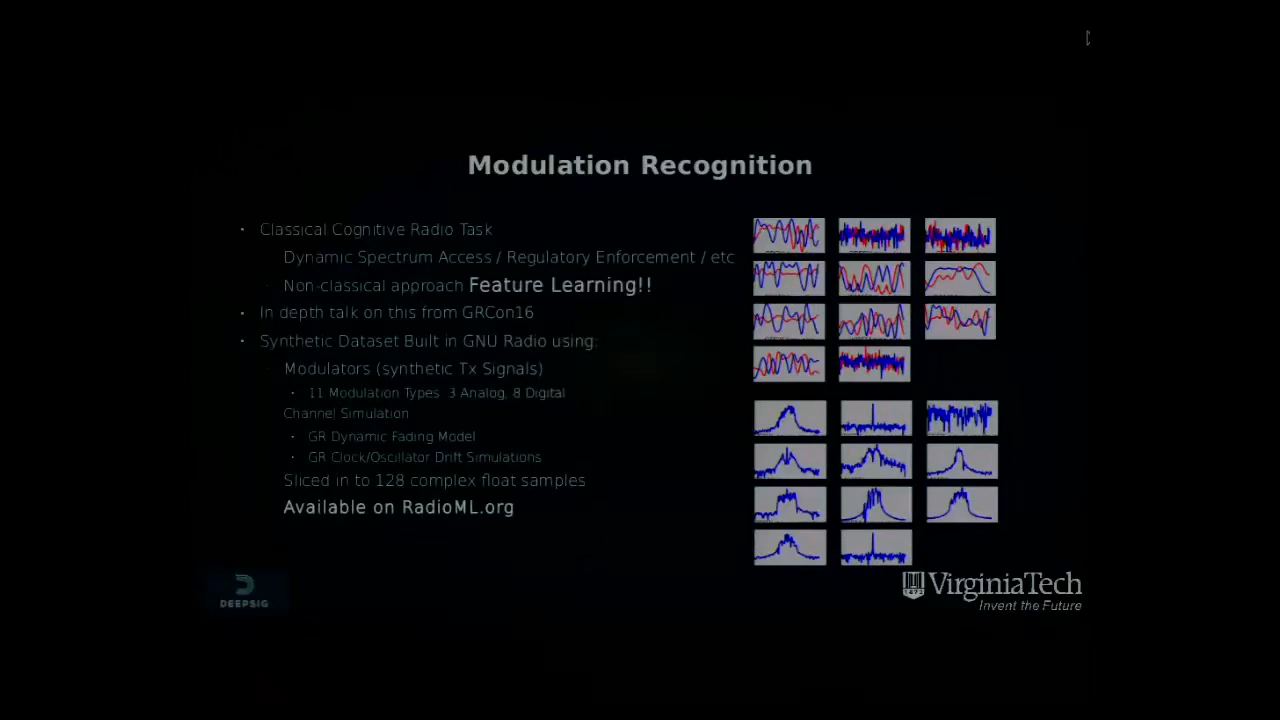 Modulation Recognition
Classical Cognitive Radio Task
Dynamic Spectrum Access / Regulatory Enforcement / etc
Non-classical approach Feature Learning!!
In depth talk on this from GRCon16
Synthetic Dataset Built in GNU Radio using:
Modulators (synthetic Tx Signals)
11 Modulation Types 3 Analog, 8 Digital
Channel Simulation
GR Dynamic Fading Model
GR Clock/Oscillator Drift Simulations
Sliced in to 128 complex float samples
Available on RadioML.org
DEEPSIG
1872
VirginiaTech
Invent the Future